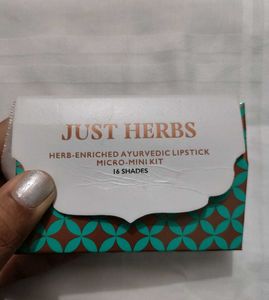 JUST HERBS
HERB-ENRICHED AYURVEDIC LIPSTICK
MICRO-MINI KIT
16 SHADES